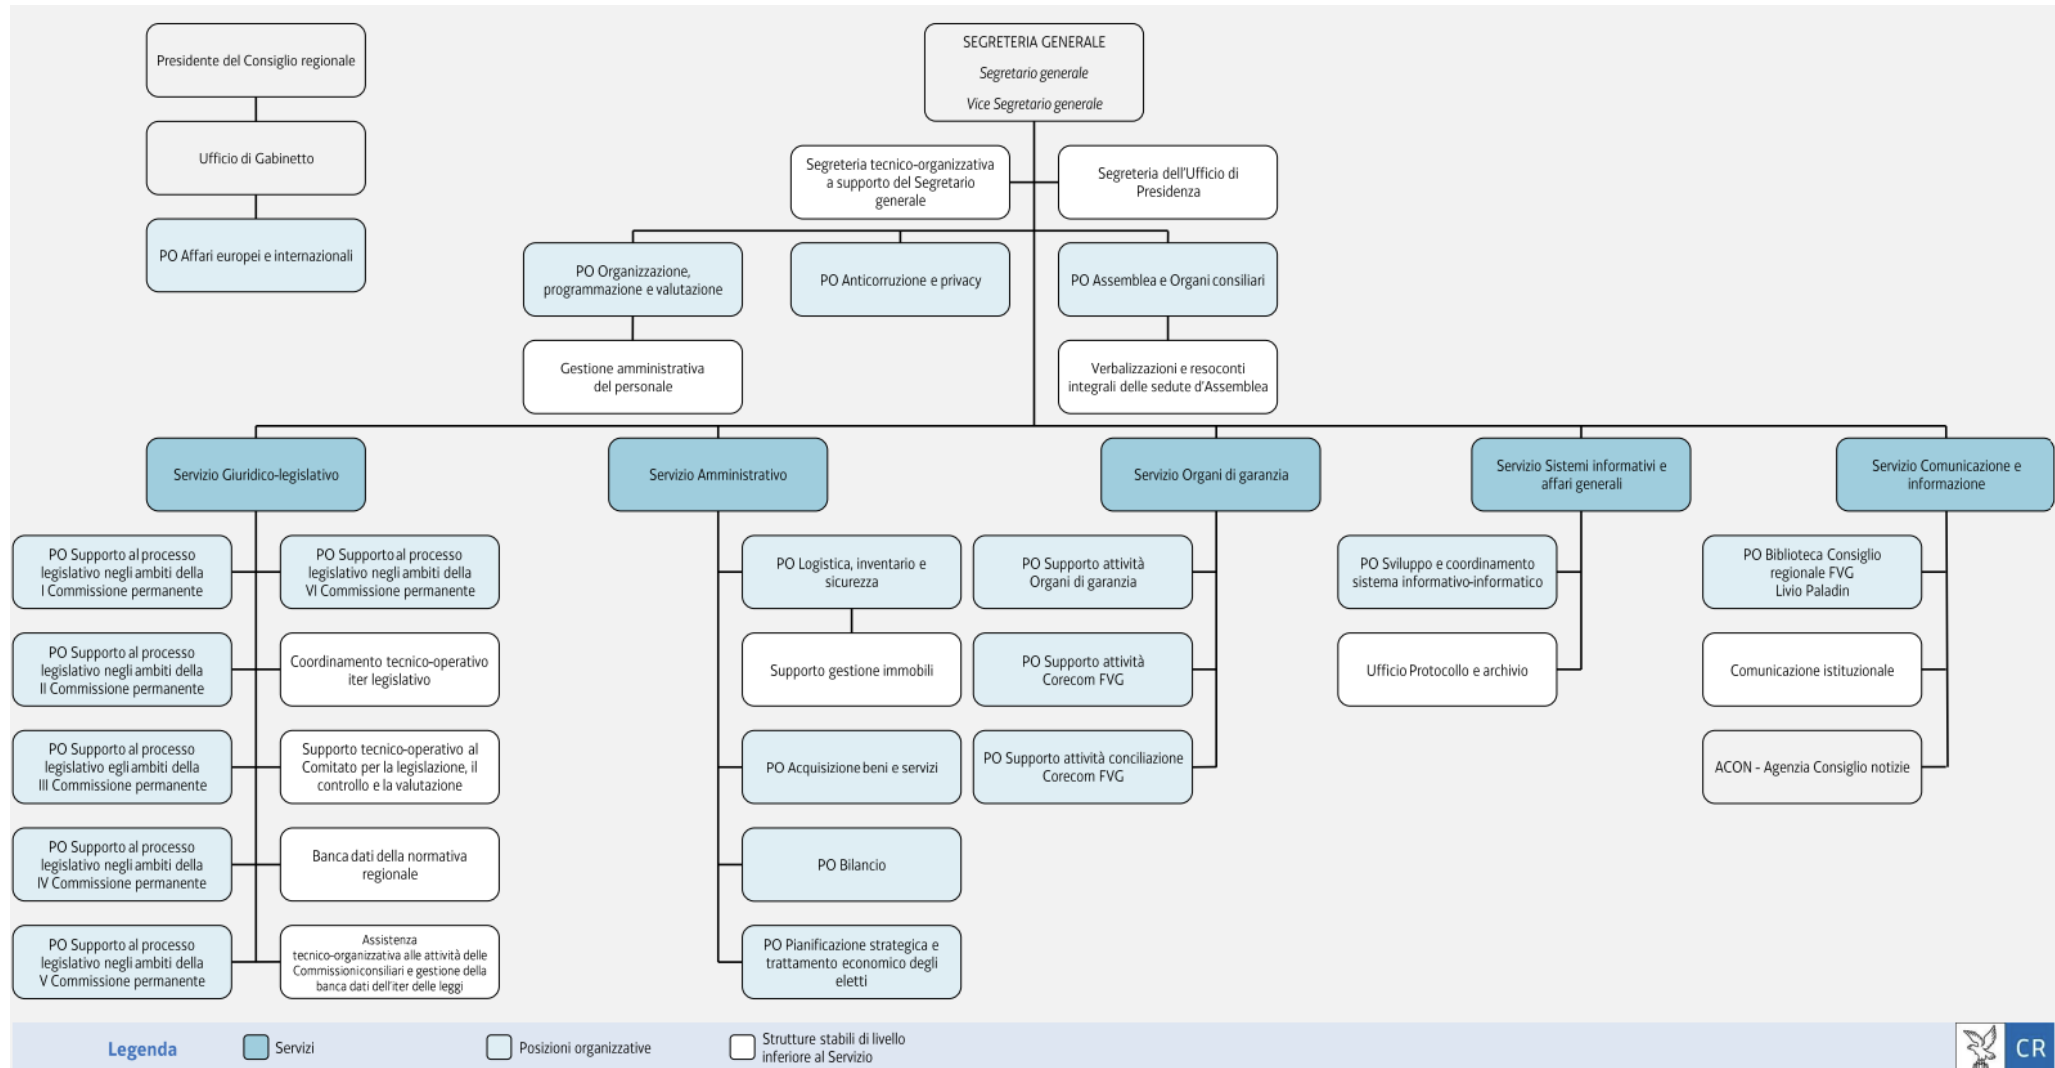 Presidente del Consiglio regionale
Ufficio di Gabinetto
PO Affari europei e internazionali
SEGRETERIA GENERALE
Segretario generale
Vice Segretario generale
Segreteria tecnico-organizzativa
a supporto del Segretario
generale
Segreteria dell'Ufficio di
Presidenza
PO Organizzazione,
programmazione e valutazione
PO Anticorruzione e privacy
PO Assemblea e Organi consiliari
Gestione amministrativa
del personale
Verbalizzazioni e resoconti
integrali delle sedute d'Assemblea
Servizio Giuridico-legislativo
PO Supporto al processo
legislativo negli ambiti della
I Commissione permanente
PO Supporto al processo
legislativo negli ambiti della
VI Commissione permanente
PO Supporto al processo
legislativo negli ambiti della
II Commissione permanente
Coordinamento tecnico-operativo
iter legislativo
PO Supporto al processo
legislativo egli ambiti della
III Commissione permanente
Supporto tecnico-operativo al
Comitato per la legislazione, il
controllo e la valutazione
PO Supporto al processo
legislativo negli ambiti della
IV Commissione permanente
Banca dati della normativa
regionale
PO Supporto al processo
legislativo negli ambiti della
V Commissione permanente
Assistenza
tecnico-organizzativa alle attività delle
Commissioni consiliari e gestione della
banca dati dell'iter delle leggi
Servizio Amministrativo
PO Logistica, inventario e
sicurezza
Supporto gestione immobili
PO Acquisizione beni e servizi
PO Bilancio
PO Pianificazione strategica e
trattamento economico degli
eletti
Servizio Organi di garanzia
PO Supporto attività
Organi di garanzia
PO Supporto attività
Corecom FVG
PO Supporto attività conciliazione
Corecom FVG
Servizio Sistemi informativi e
affari generali
PO Sviluppo e coordinamento
sistema informativo-informatico
Ufficio Protocollo e archivio
Servizio Comunicazione e
informazione
PO Biblioteca Consiglio
regionale FVG
Livio Paladin
Comunicazione istituzionale
ACON - Agenzia Consiglio notizie
Legenda
Servizi
Posizioni organizzative
Strutture stabili di livello
inferiore al Servizio
CR